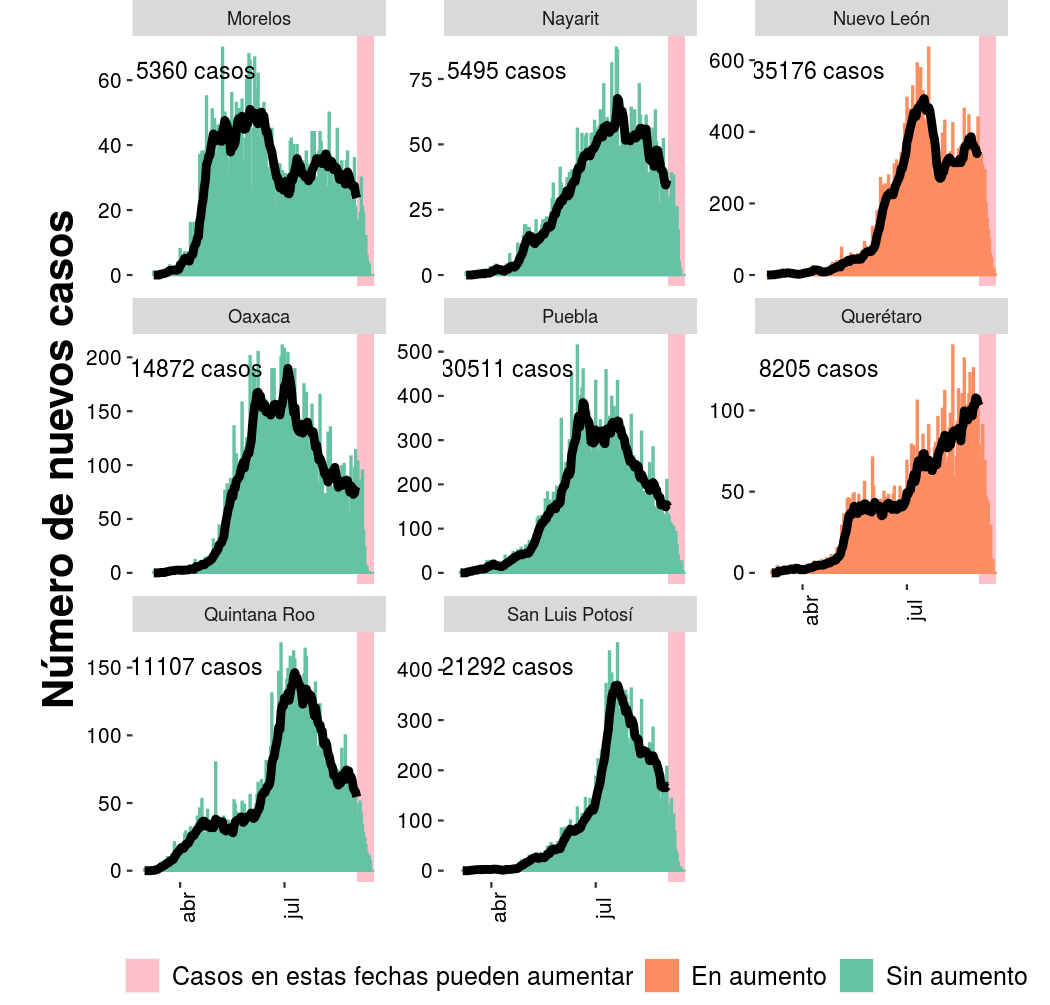 Número de nuevos casos
Morelos
Nayarit
Nuevo León
5360 casos
5495 casos
35176 casos
60
40
20
0
75
50
25
0
600
400
200
0
Oaxaca
Puebla
Querétaro
14872 casos
30511 casos
8205 casos
200
150
100
50
0
500
400
300
200
100
0
100
50
0
abr
jul
Quintana Roo
San Luis Potosí
11107 casos
21292 casos
150
100
50
0
400
300
200
100
0
abr
jul
abr
jul
Casos en estas fechas pueden aumentar
En aumento
Sin aumento